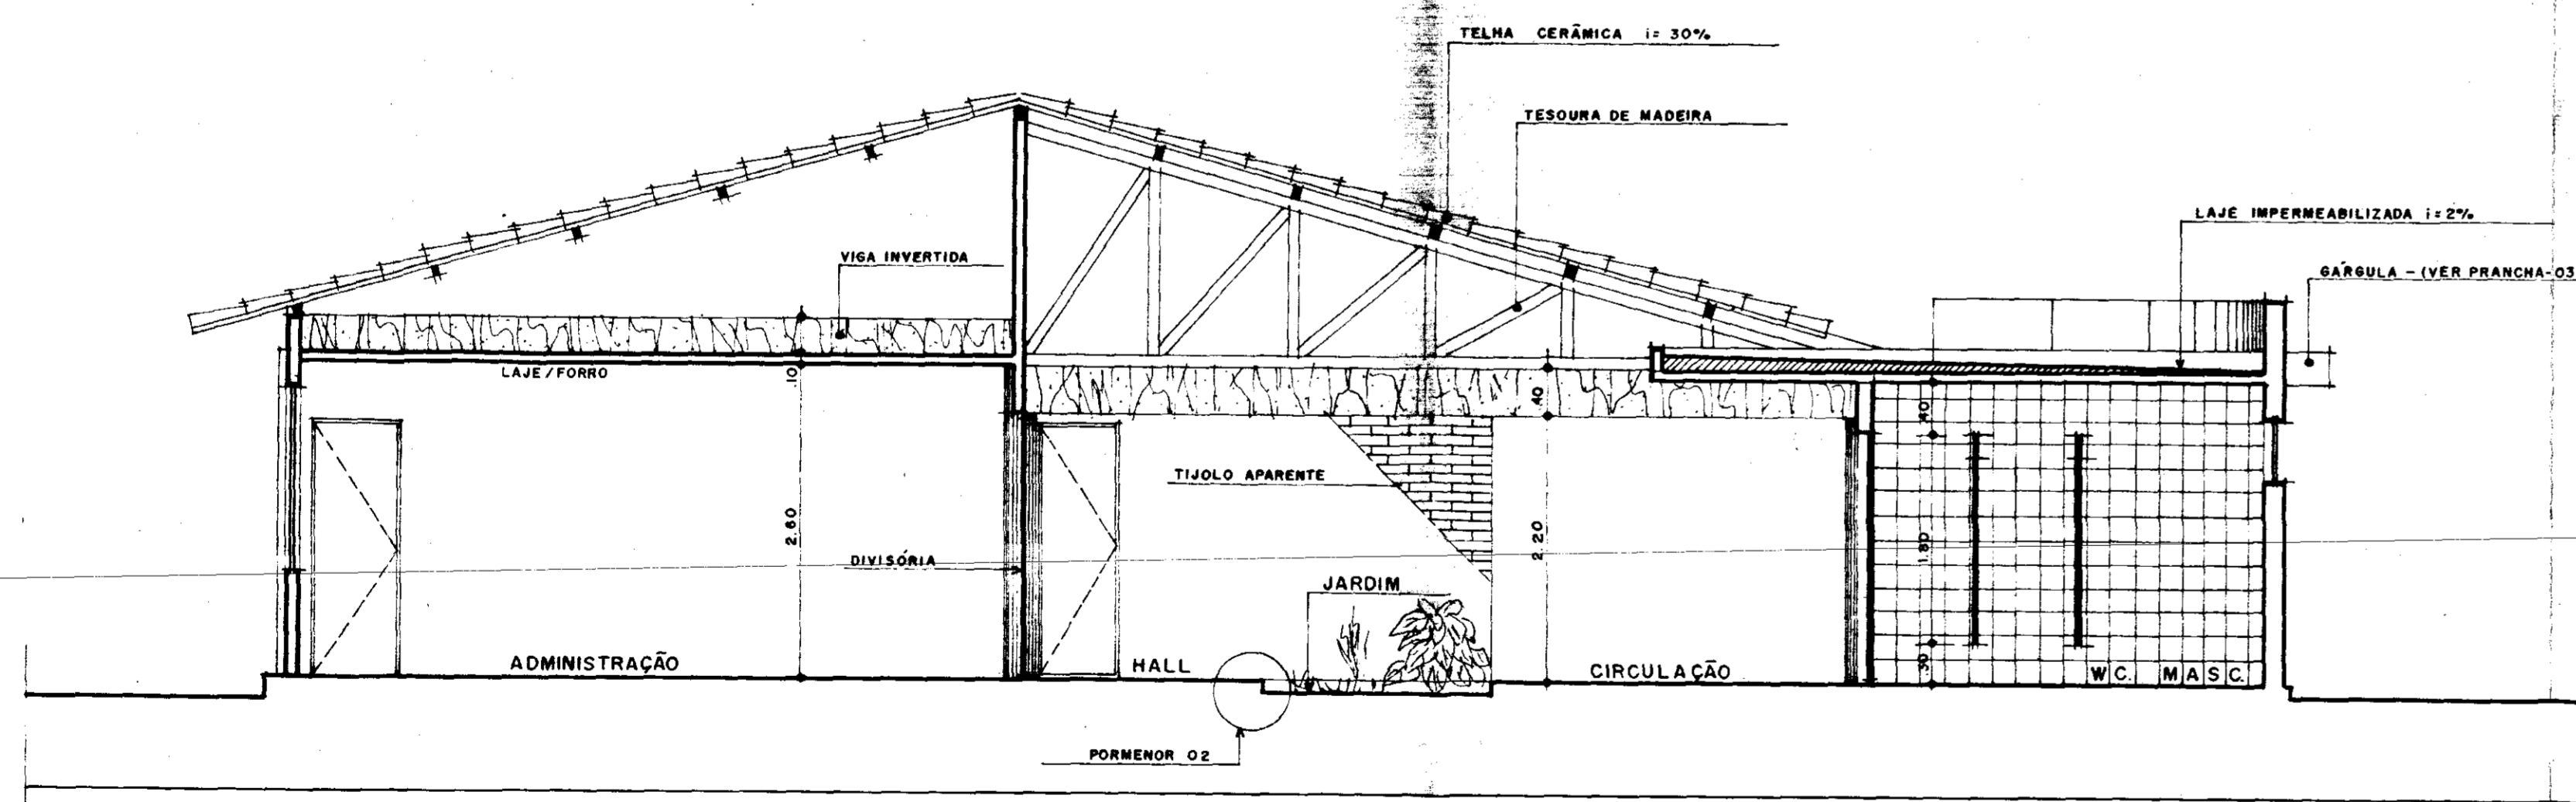 TELHA CERÂMICA i= 30%
TESOURA DE MADEIRA
LAJE IMPERMEABILIZADA i=2%
VIGA INVERTIDA
GÁRGULA - (VER PRANCHA-03
LAJE/FORRO
10
40
40
TIJOLO APARENTE
2.60
2.20
1.80
DIVISÓRIA
JARDIM
ADMINISTRAÇÃO
HALL
CIRCULAÇÃO
30
W.C. MASC.
PORMENOR 02